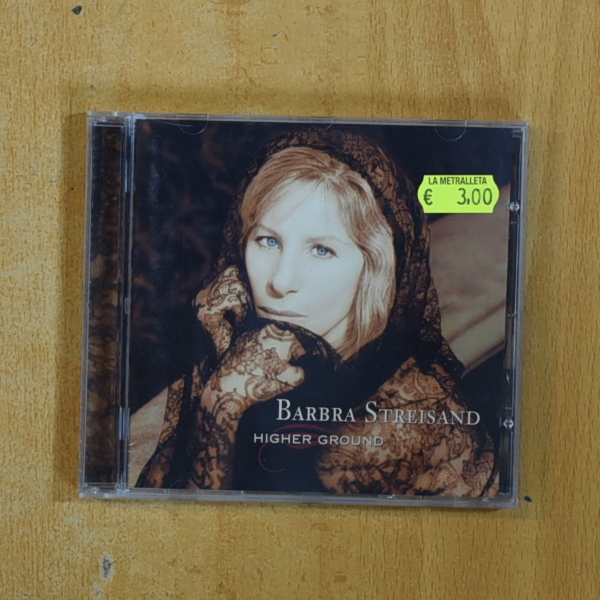 LA METRALLETA
€ 3,00
BARBRA STREISAND
HIGHER GROUND